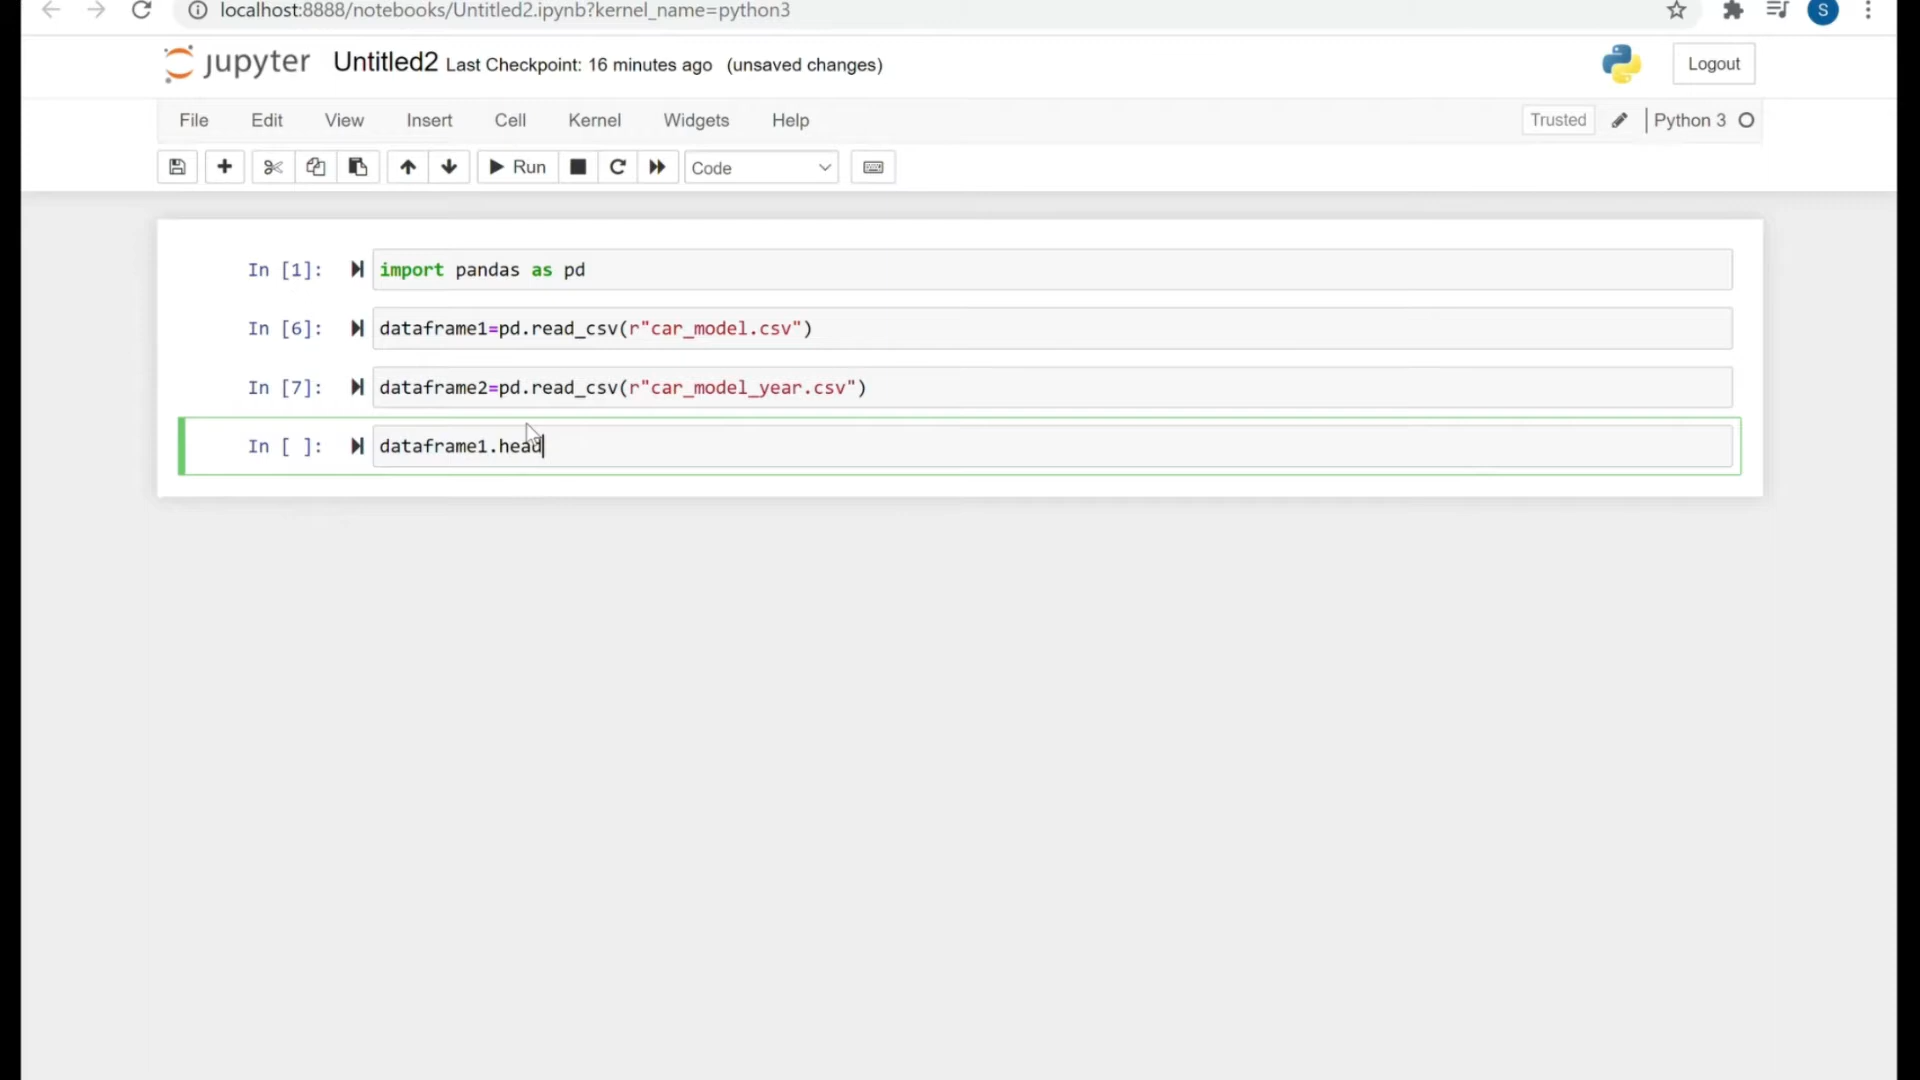 localhost:8888/notebooks/Untitled2.ipynb?kernel_name=python3
S
jupyter Untitled2 Last Checkpoint: 16 minutes ago (unsaved changes)
Logout
File Edit View Insert Cell Kernel Widgets Help
Trusted Python 3
Run Code
In [1]: import pandas as pd
In [6]: dataframe1=pd.read_csv(r"car_model.csv")
In [7]: dataframe2=pd.read_csv(r"car_model_year.csv")
In [ ]: dataframe1.head